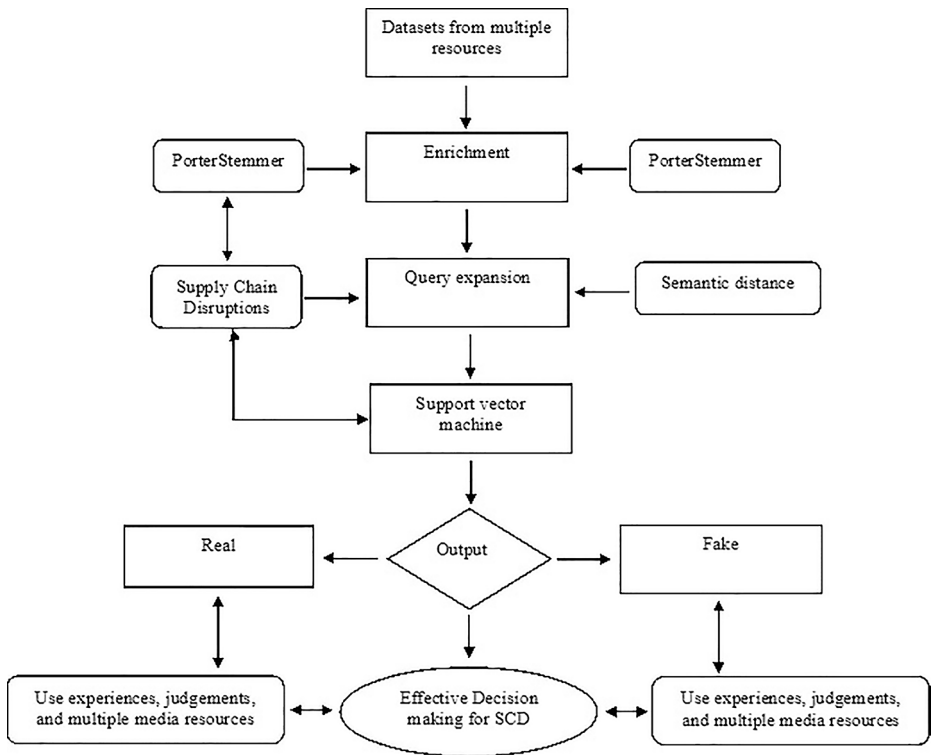 Datasets from multiple
resources
PorterStemmer
Enrichment
PorterStemmer
Supply Chain
Disruptions
Query expansion
Semantic distance
Support vector
machine
Real
Output
Fake
Use experiences, judgements,
and multiple media resources
Effective Decision
making for SCD
Use experiences, judgements,
and multiple media resources